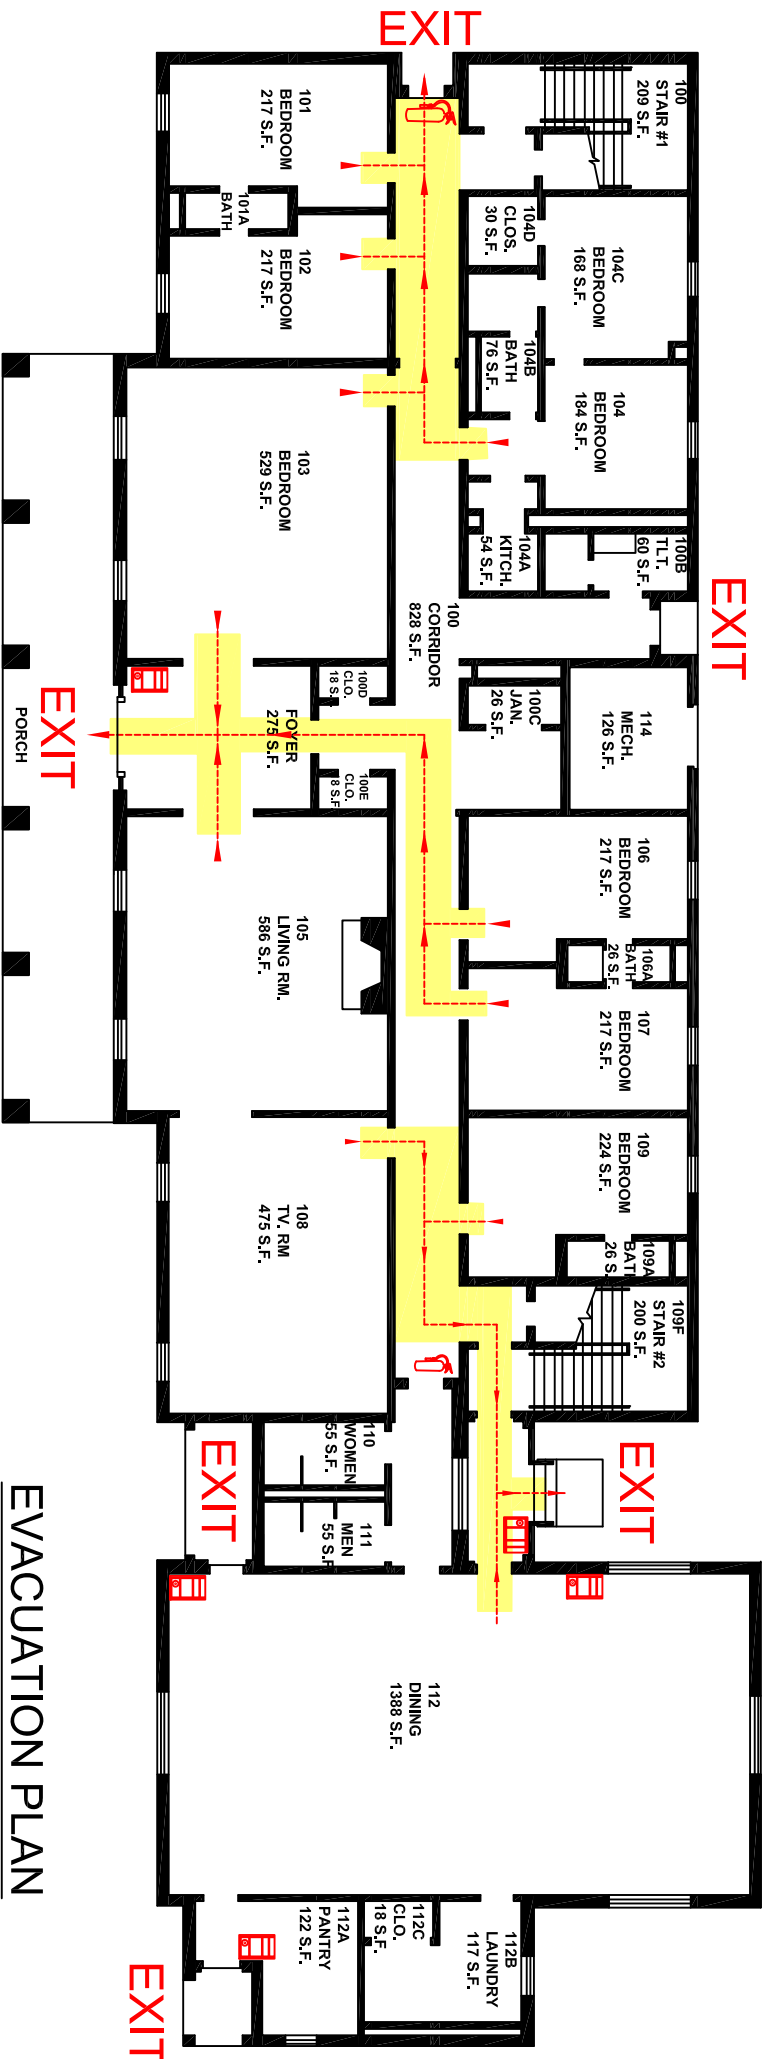 EXIT
100
STAIR #1
209 S.F.
101
BEDROOM
217 S.F.
101A
BATH
102
BEDROOM
217 S.F.
104D
CLOS.
30 S.F.
104C
BEDROOM
168 S.F.
104B
BATH
76 S.F.
104
BEDROOM
184 S.F.
103
BEDROOM
529 S.F.
104A
KITCH.
54 S.F.
100B
TLT.
60 S.F.
EXIT
100
CORRIDOR
828 S.F.
100D
CLO.
18 S.
100C
JAN.
26 S.F.
114
MECH.
126 S.F.
FOYER
275 S.F.
EXIT
PORCH
100E
CLO.
8 S.F
106
BEDROOM
217 S.F.
106A
BATH
26 S.F.
105
LIVING RM.
586 S.F.
107
BEDROOM
217 S.F.
109
BEDROOM
224 S.F.
109A
BATH
26 S.
108
TV. RM
475 S.F.
109F
STAIR #2
200 S.F.
110
WOMEN
55 S.F.
111
MEN
55 S.F
EXIT
EXIT
112
DINING
1388 S.F.
112A
PANTRY
122 S.F.
112C
CLO.
18 S.F.
112B
LAUNDRY
117 S.F.
EXIT
EVACUATION PLAN